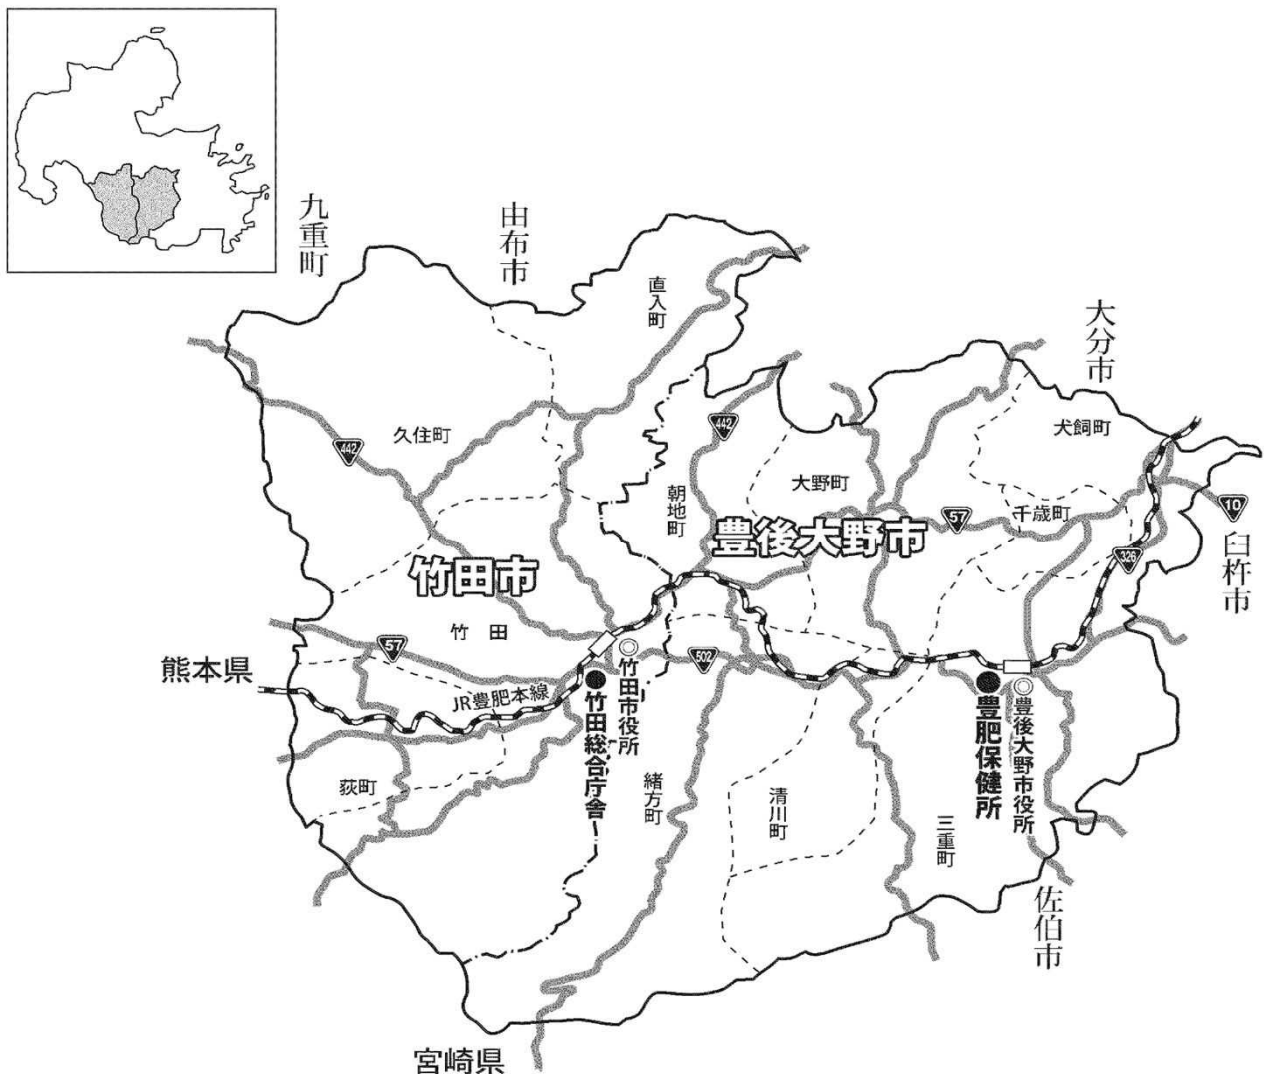 九重町
由布市
直入町
大分市
久住町
442
442
犬飼町
朝地町
大野町
千歳町
57
10
豊後大野市
326
臼杵市
竹田市
竹田
57
502
熊本県
JR豊肥本線
竹田市役所
竹田総合庁舎
豊肥保健所
豊後大野市役所
荻町
緒方町
清川町
三重町
佐伯市
宮崎県